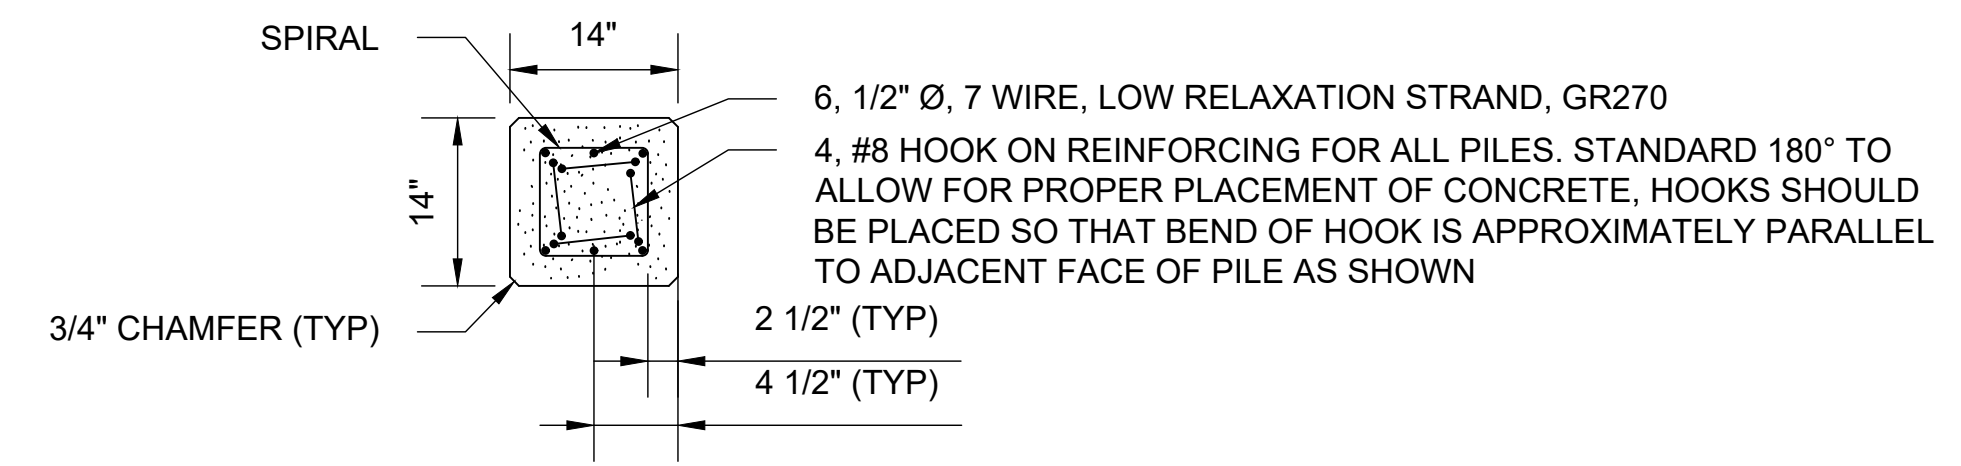 SPIRAL
14"
6, 1/2" Ø, 7 WIRE, LOW RELAXATION STRAND, GR270
4, #8 HOOK ON REINFORCING FOR ALL PILES. STANDARD 180° TO
ALLOW FOR PROPER PLACEMENT OF CONCRETE, HOOKS SHOULD
BE PLACED SO THAT BEND OF HOOK IS APPROXIMATELY PARALLEL
TO ADJACENT FACE OF PILE AS SHOWN
14"
3/4" CHAMFER (TYP)
2 1/2" (TYP)
4 1/2" (TYP)